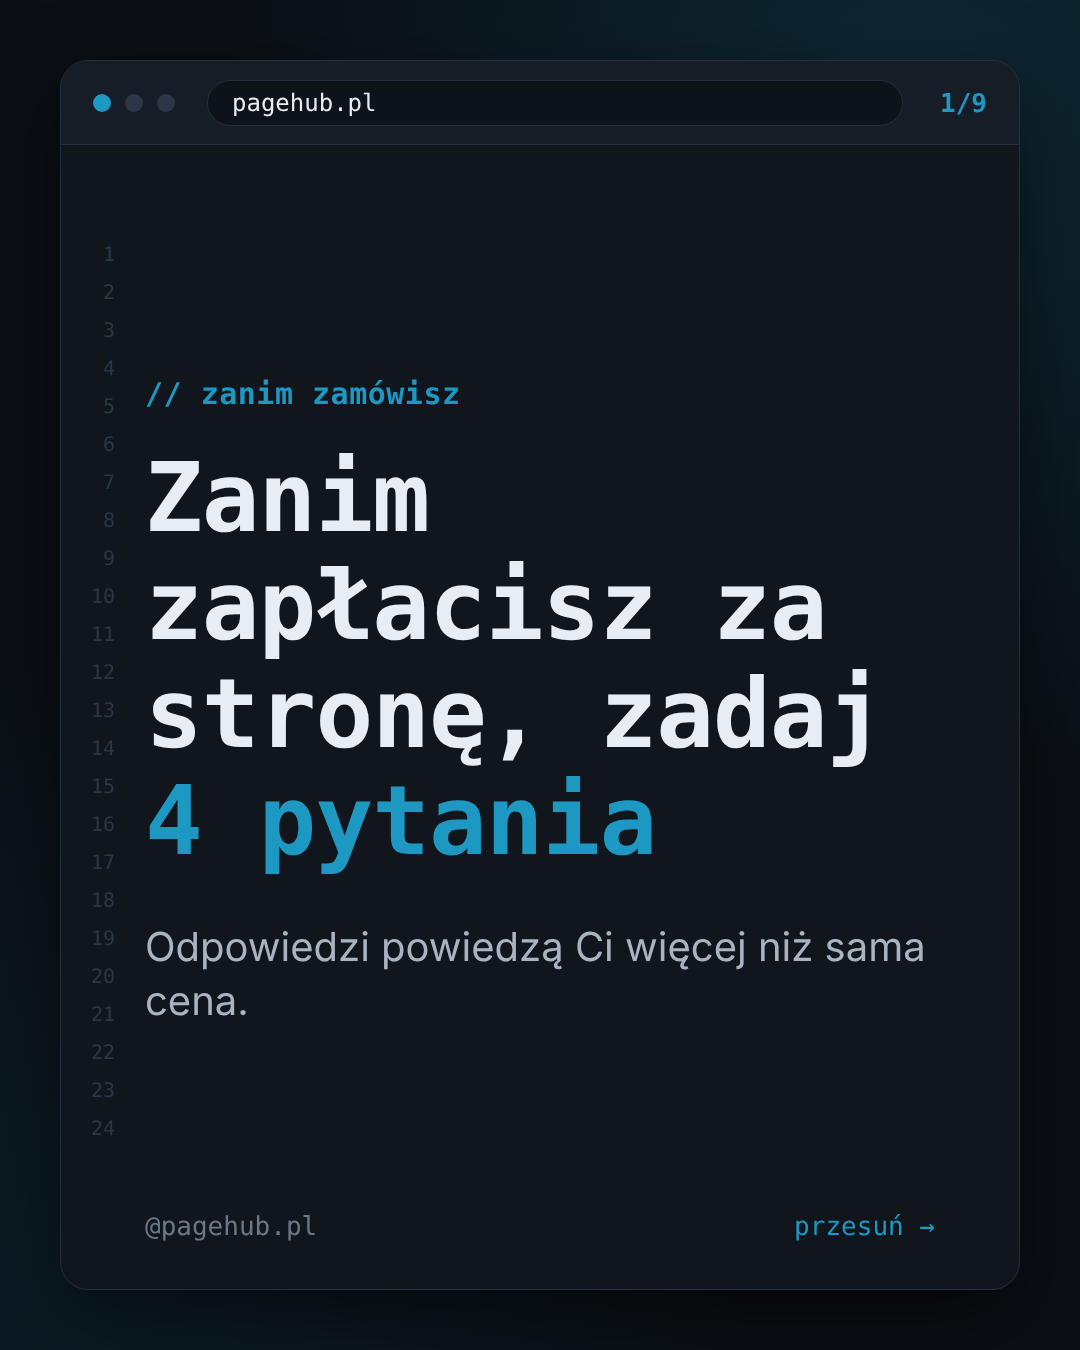 pagehub.pl
1/9
1
2
3
4
5
6
7
8
9
10
11
12
13
14
15
16
17
18
19
20
21
22
23
24
// zanim zamówisz
Zanim
zapłacisz za
stronę, zadaj
4 pytania
Odpowiedzi powiedzą Ci więcej niż sama
cena.
@pagehub.pl
przesuń →